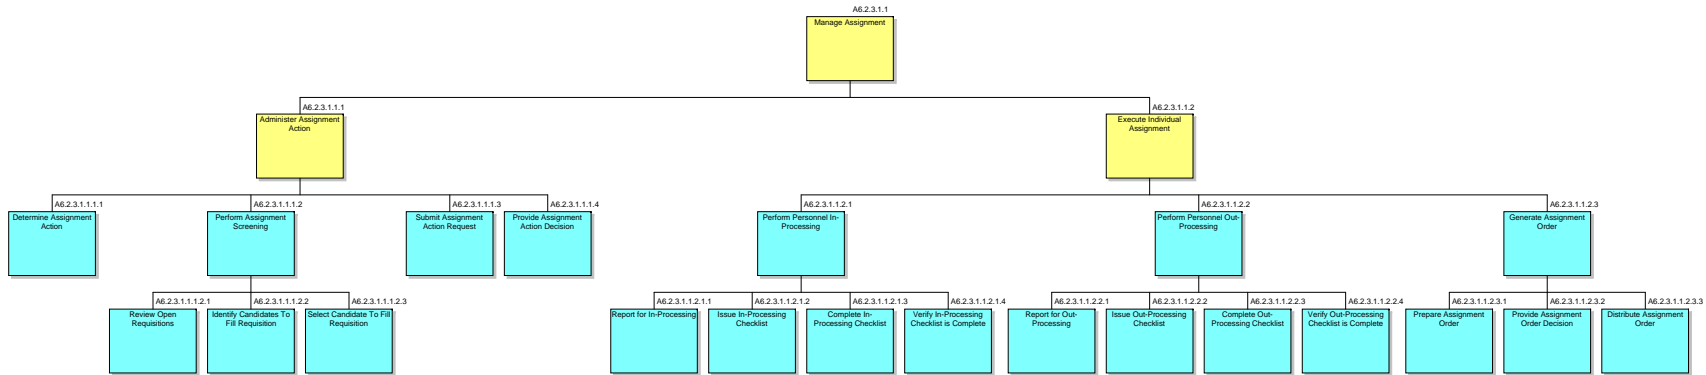 A6.2.3.1.1
Manage Assignment
A6.2.3.1.1.1
Administer Assignment
Action
A6.2.3.1.1.2
Execute Individual
Assignment
A6.2.3.1.1.1.1
Determine Assignment
Action
A6.2.3.1.1.1.2
Perform Assignment
Screening
A6.2.3.1.1.1.3
Submit Assignment
Action Request
A6.2.3.1.1.1.4
Provide Assignment
Action Decision
A6.2.3.1.1.2.1
Perform Personnel In-
Processing
A6.2.3.1.1.2.2
Perform Personnel Out-
Processing
A6.2.3.1.1.2.3
Generate Assignment
Order
A6.2.3.1.1.1.2.1
Review Open
Requisitions
A6.2.3.1.1.1.2.2
Identify Candidates To
Fill Requisition
A6.2.3.1.1.1.2.3
Select Candidate To Fill
Requisition
A6.2.3.1.1.2.1.1
Report for In-Processing
A6.2.3.1.1.2.1.2
Issue In-Processing
Checklist
A6.2.3.1.1.2.1.3
Complete In-
Processing Checklist
A6.2.3.1.1.2.1.4
Verify In-Processing
Checklist is Complete
A6.2.3.1.1.2.2.1
Report for Out-
Processing
A6.2.3.1.1.2.2.2
Issue Out-Processing
Checklist
A6.2.3.1.1.2.2.3
Complete Out-
Processing Checklist
A6.2.3.1.1.2.2.4
Verify Out-Processing
Checklist is Complete
A6.2.3.1.1.2.3.1
Prepare Assignment
Order
A6.2.3.1.1.2.3.2
Provide Assignment
Order Decision
A6.2.3.1.1.2.3.3
Distribute Assignment
Order